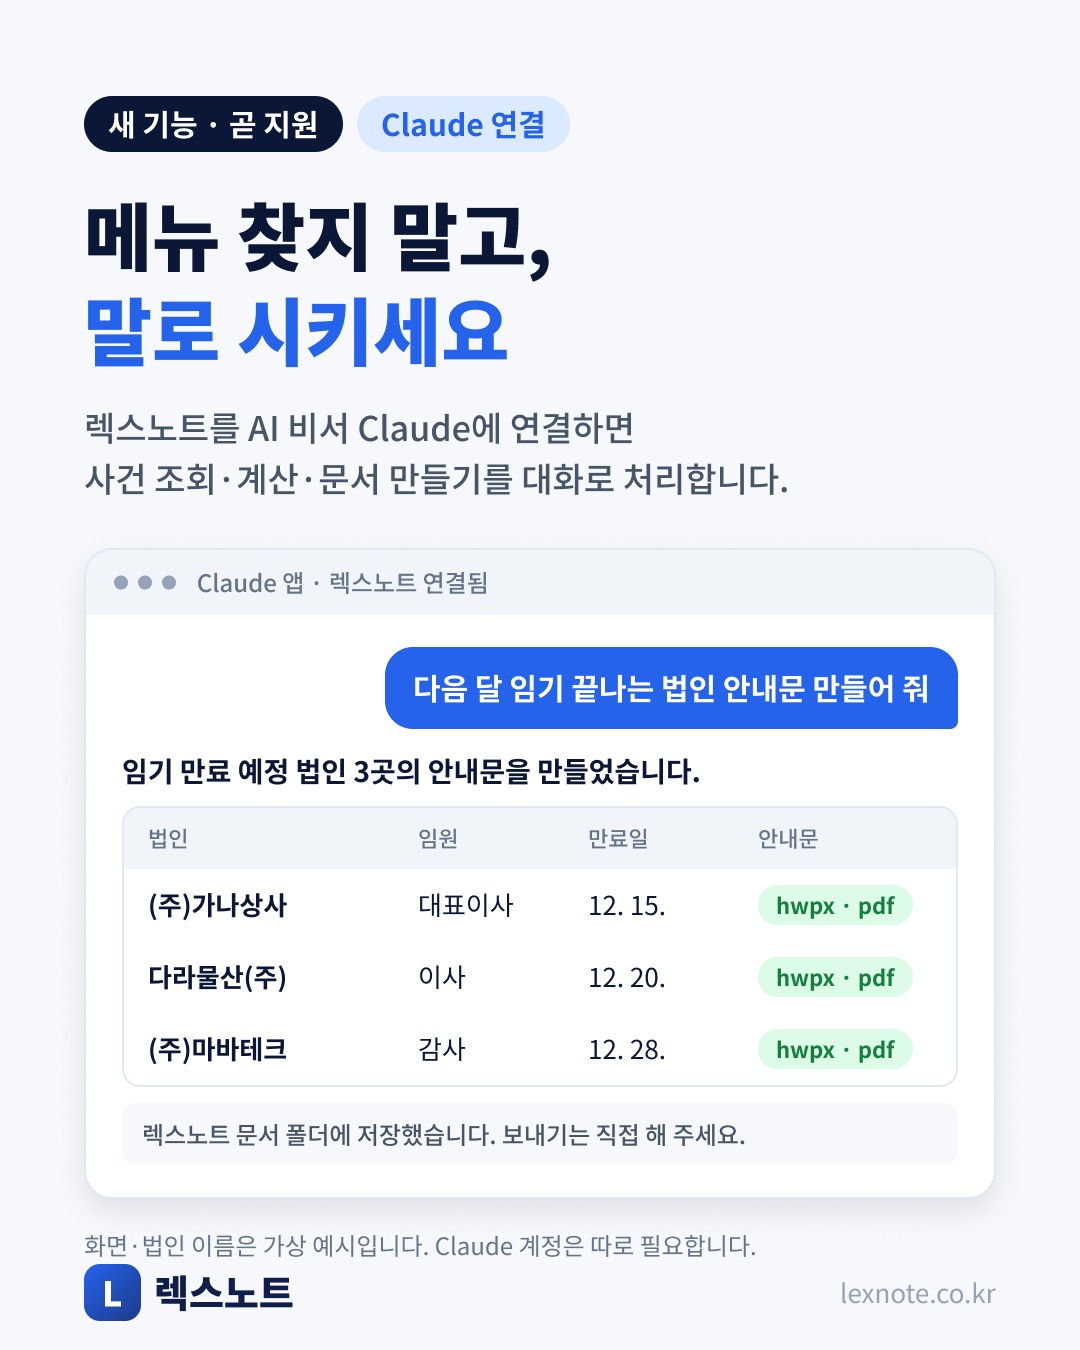 새 기능 · 곧 지원
Claude 연결
메뉴 찾지 말고,
말로 시키세요
렉스노트를 AI 비서 Claude에 연결하면
사건 조회·계산·문서 만들기를 대화로 처리합니다.
Claude 앱 · 렉스노트 연결됨
다음 달 임기 끝나는 법인 안내문 만들어 줘
임기 만료 예정 법인 3곳의 안내문을 만들었습니다.
법인 임원 만료일 안내문
(주)가나상사 대표이사 12. 15. hwpx · pdf
다라물산(주) 이사 12. 20. hwpx · pdf
(주)마바테크 감사 12. 28. hwpx · pdf
렉스노트 문서 폴더에 저장했습니다. 보내기는 직접 해 주세요.
화면·법인 이름은 가상 예시입니다. Claude 계정은 따로 필요합니다.
L 렉스노트 lexnote.co.kr